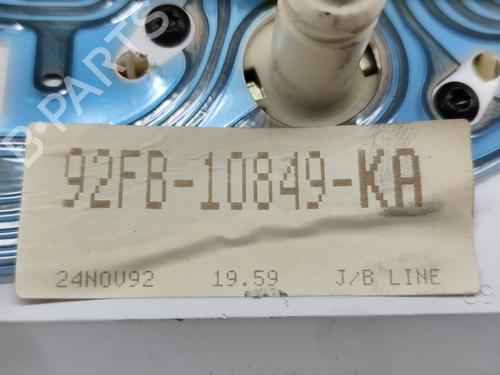 92FB-10849-KA
24NOV92 19.59 J/B LINE
B-PARTS